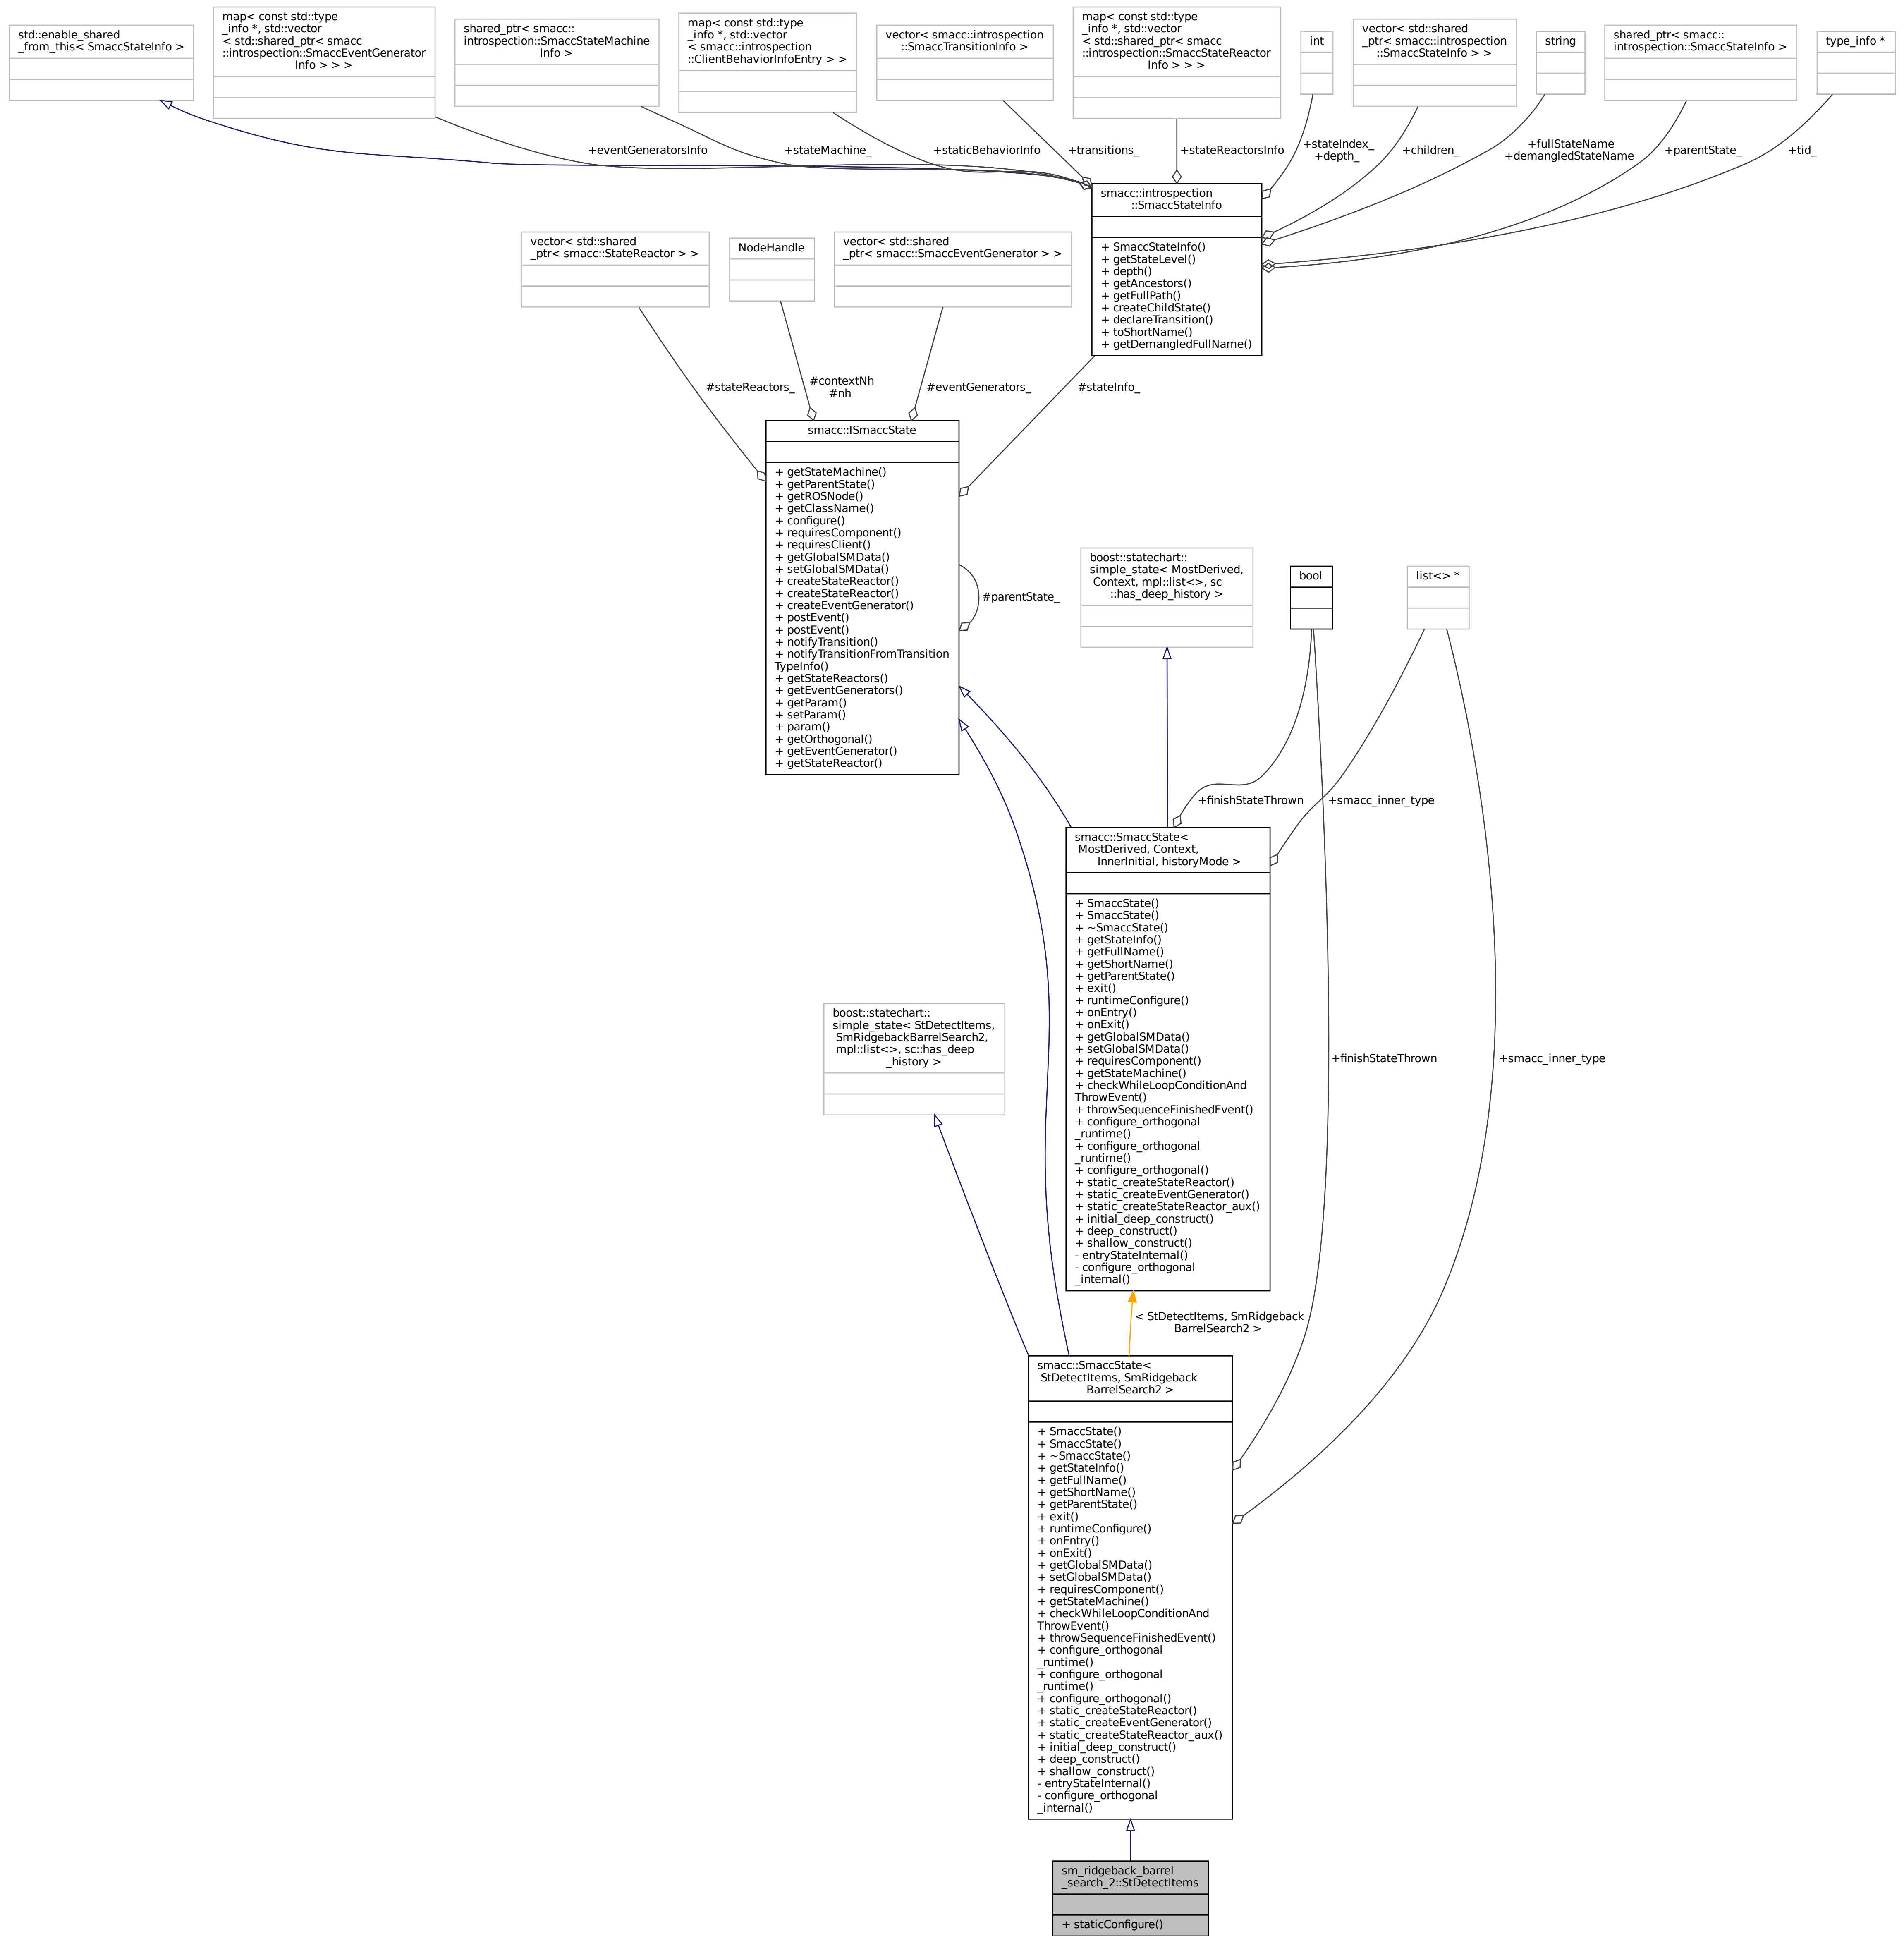 std::enable_shared
_from_this< SmaccStateInfo >
map< const std::type
_info *, std::vector
< std::shared_ptr< smacc
::introspection::SmaccEventGenerator
Info > > >
shared_ptr< smacc::
introspection::SmaccStateMachine
Info >
map< const std::type
_info *, std::vector
< smacc::introspection
::ClientBehaviorInfoEntry > >
vector< smacc::introspection
::SmaccTransitionInfo >
map< const std::type
_info *, std::vector
< std::shared_ptr< smacc
::introspection::SmaccStateReactor
Info > > >
int
vector< std::shared
_ptr< smacc::introspection
::SmaccStateInfo > >
string
shared_ptr< smacc::
introspection::SmaccStateInfo >
type_info *
+eventGeneratorsInfo
+stateMachine_
+staticBehaviorInfo
+transitions_
+stateReactorsInfo
+stateIndex_
+depth_
+children_
+fullStateName
+demangledStateName
+parentState_
+tid_
smacc::introspection
::SmaccStateInfo
+ SmaccStateInfo()
+ getStateLevel()
+ depth()
+ getAncestors()
+ getFullPath()
+ createChildState()
+ declareTransition()
+ toShortName()
+ getDemangledFullName()
vector< std::shared
_ptr< smacc::StateReactor > >
NodeHandle
vector< std::shared
_ptr< smacc::SmaccEventGenerator > >
#stateReactors_
#contextNh
#nh
#eventGenerators_
#stateInfo_
smacc::ISmaccState
+ getStateMachine()
+ getParentState()
+ getROSNode()
+ getClassName()
+ configure()
+ requiresComponent()
+ requiresClient()
+ getGlobalSMData()
+ setGlobalSMData()
+ createStateReactor()
+ createStateReactor()
+ createEventGenerator()
+ postEvent()
+ postEvent()
+ notifyTransition()
+ notifyTransitionFromTransition
TypeInfo()
+ getStateReactors()
+ getEventGenerators()
+ getParam()
+ setParam()
+ param()
+ getOrthogonal()
+ getEventGenerator()
+ getStateReactor()
#parentState_
boost::statechart::
simple_state< MostDerived,
Context, mpl::list<>, sc
::has_deep_history >
bool
list<> *
+finishStateThrown
+smacc_inner_type
smacc::SmaccState<
MostDerived, Context,
InnerInitial, historyMode >
+ SmaccState()
+ SmaccState()
+ ~SmaccState()
+ getStateInfo()
+ getFullName()
+ getShortName()
+ getParentState()
+ exit()
+ runtimeConfigure()
+ onEntry()
+ onExit()
+ getGlobalSMData()
+ setGlobalSMData()
+ requiresComponent()
+ getStateMachine()
+ checkWhileLoopConditionAnd
ThrowEvent()
+ throwSequenceFinishedEvent()
+ configure_orthogonal
_runtime()
+ configure_orthogonal
_runtime()
+ configure_orthogonal()
+ static_createStateReactor()
+ static_createEventGenerator()
+ static_createStateReactor_aux()
+ initial_deep_construct()
+ deep_construct()
+ shallow_construct()
- entryStateInternal()
- configure_orthogonal
_internal()
boost::statechart::
simple_state< StDetectItems,
SmRidgebackBarrelSearch2,
mpl::list<>, sc::has_deep
_history >
+finishStateThrown
+smacc_inner_type
< StDetectItems, SmRidgeback
BarrelSearch2 >
smacc::SmaccState<
StDetectItems, SmRidgeback
BarrelSearch2 >
+ SmaccState()
+ SmaccState()
+ ~SmaccState()
+ getStateInfo()
+ getFullName()
+ getShortName()
+ getParentState()
+ exit()
+ runtimeConfigure()
+ onEntry()
+ onExit()
+ getGlobalSMData()
+ setGlobalSMData()
+ requiresComponent()
+ getStateMachine()
+ checkWhileLoopConditionAnd
ThrowEvent()
+ throwSequenceFinishedEvent()
+ configure_orthogonal
_runtime()
+ configure_orthogonal
_runtime()
+ configure_orthogonal()
+ static_createStateReactor()
+ static_createEventGenerator()
+ static_createStateReactor_aux()
+ initial_deep_construct()
+ deep_construct()
+ shallow_construct()
- entryStateInternal()
- configure_orthogonal
_internal()
sm_ridgeback_barrel
_search_2::StDetectItems
+ staticConfigure()